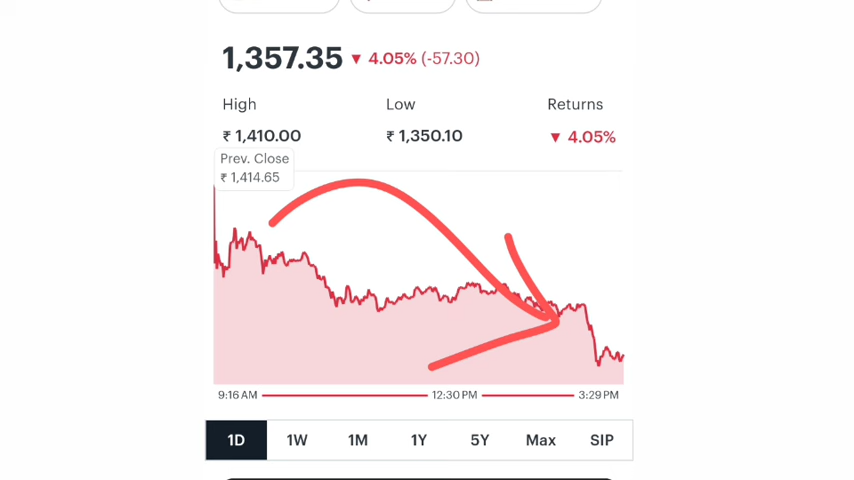 1,357.35 ▼ 4.05% (-57.30)
High Low Returns
₹ 1,410.00 ₹ 1,350.10 ▼ 4.05%
Prev. Close
₹ 1,414.65
9:16 AM 12:30 PM 3:29 PM
1D 1W 1M 1Y 5Y Max SIP